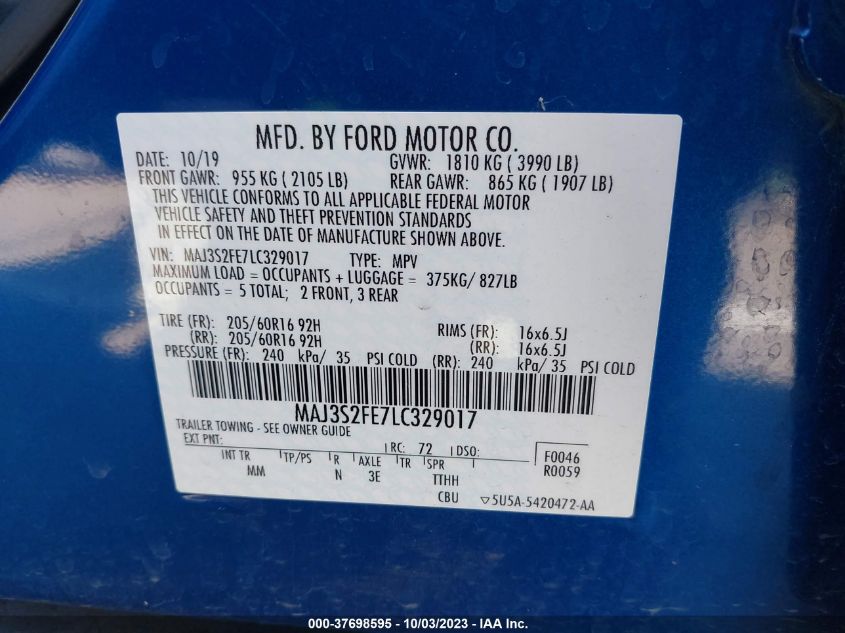 MFD. BY FORD MOTOR CO.
DATE: 10/19 GVWR: 1810 KG ( 3990 LB)
FRONT GAWR: 955 KG ( 2105 LB) REAR GAWR: 865 KG ( 1907 LB)
THIS VEHICLE CONFORMS TO ALL APPLICABLE FEDERAL MOTOR
VEHICLE SAFETY AND THEFT PREVENTION STANDARDS
IN EFFECT ON THE DATE OF MANUFACTURE SHOWN ABOVE.
VIN: MAJ3S2FE7LC329017 TYPE: MPV
MAXIMUM LOAD = OCCUPANTS + LUGGAGE = 375KG/ 827LB
OCCUPANTS = 5 TOTAL; 2 FRONT, 3 REAR
TIRE (FR): 205/60R16 92H RIMS (FR): 16x6.5J
(RR): 205/60R16 92H (RR): 16x6.5J
PRESSURE (FR): 240 kPa/ 35 PSI COLD (RR): 240 kPa/ 35 PSI COLD
MAJ3S2FE7LC329017
TRAILER TOWING - SEE OWNER GUIDE
EXT PNT: RC: 72 DSO: F0046
INT TR TP/PS R AXLE TR SPR R0059
MM N 3E TTHH
CBU ▽5U5A-5420472-AA
000-37698595 - 10/03/2023 - IAA Inc.